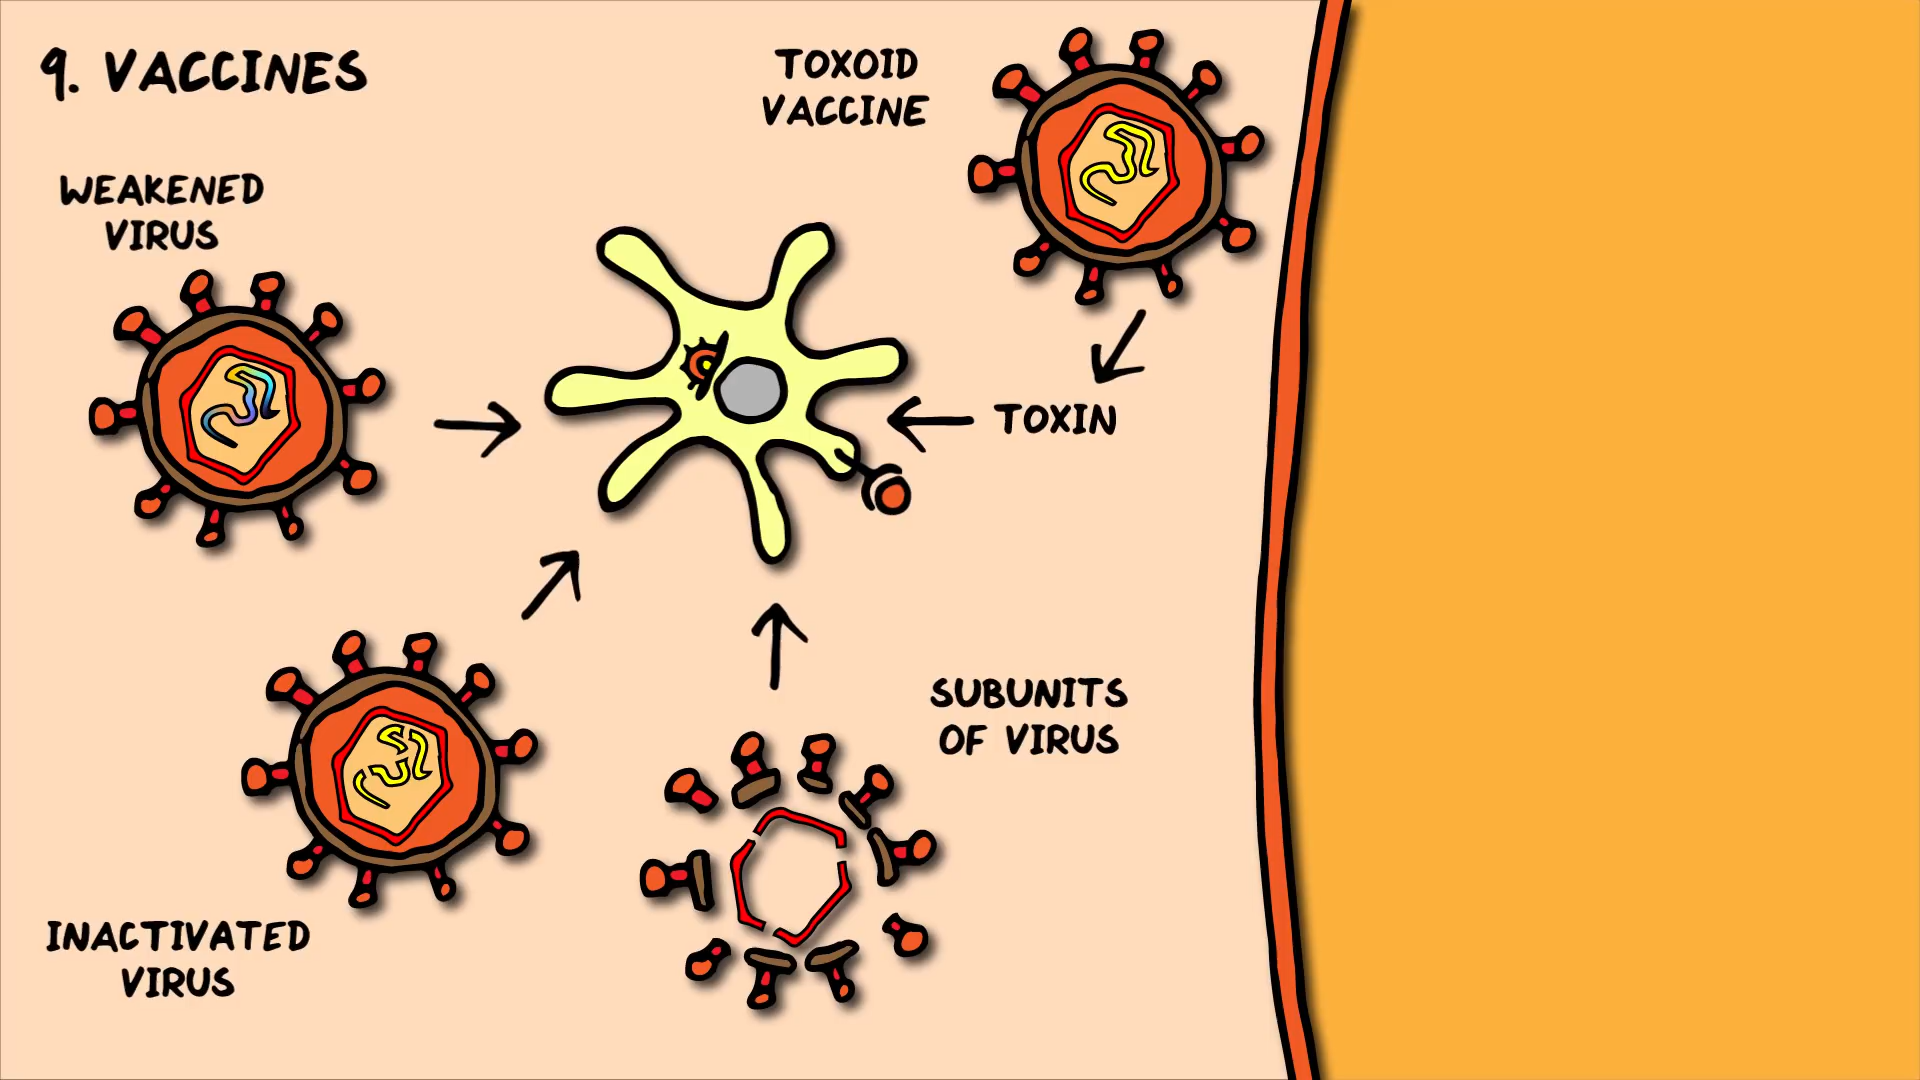 9. VACCINES
TOXOID
VACCINE
WEAKENED
VIRUS
TOXIN
SUBUNITS
OF VIRUS
INACTIVATED
VIRUS